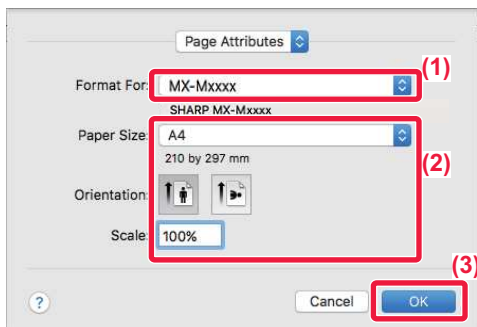 Page Attributes
(1)
Format For: MX-Mxxxx
SHARP MX-Mxxxx
Paper Size: A4
210 by 297 mm
(2)
Orientation:
Scale: 100%
(3)
? Cancel OK